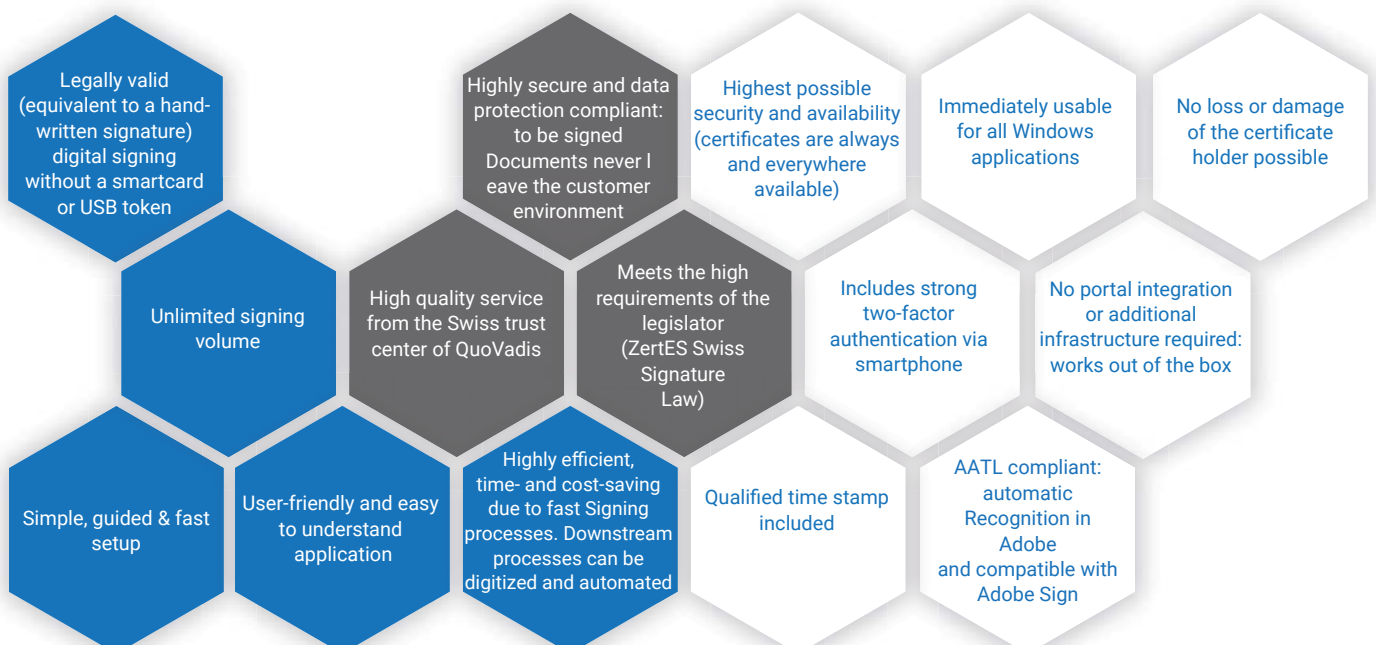 Legally valid
(equivalent to a hand-
written signature)
digital signing
without a smartcard
or USB token
Highly secure and data
protection compliant:
to be signed
Documents never I
eave the customer
environment
Highest possible
security and availability
(certificates are always
and everywhere
available)
Immediately usable
for all Windows
applications
No loss or damage
of the certificate
holder possible
Unlimited signing
volume
High quality service
from the Swiss trust
center of QuoVadis
Meets the high
requirements of the
legislator
(ZertES Swiss
Signature
Law)
Includes strong
two-factor
authentication via
smartphone
No portal integration
or additional
infrastructure required:
works out of the box
Simple, guided & fast
setup
User-friendly and easy
to understand
application
Highly efficient,
time- and cost-saving
due to fast Signing
processes. Downstream
processes can be
digitized and automated
Qualified time stamp
included
AATL compliant:
automatic
Recognition in
Adobe
and compatible with
Adobe Sign